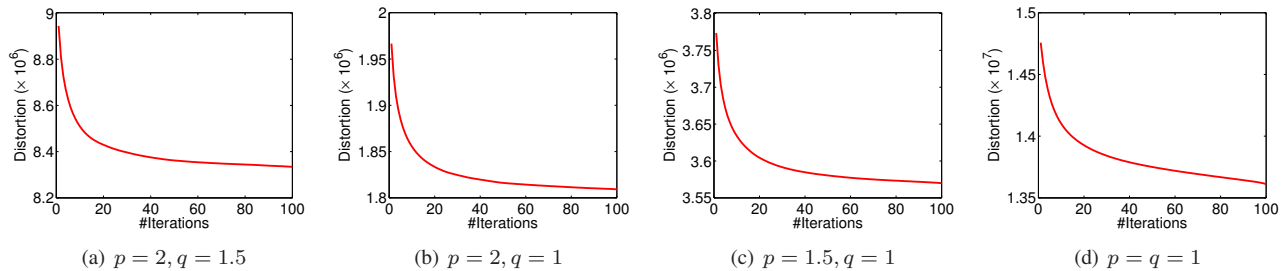 9
8.8
8.6
8.4
8.2
0 20 40 60 80 100
Distortion (× 10^6)
#Iterations
(a) p = 2, q = 1.5
2
1.95
1.9
1.85
1.8
0 20 40 60 80 100
Distortion (× 10^6)
#Iterations
(b) p = 2, q = 1
3.8
3.75
3.7
3.65
3.6
3.55
0 20 40 60 80 100
Distortion (× 10^6)
#Iterations
(c) p = 1.5, q = 1
1.5
1.45
1.4
1.35
0 20 40 60 80 100
Distortion (× 10^7)
#Iterations
(d) p = q = 1